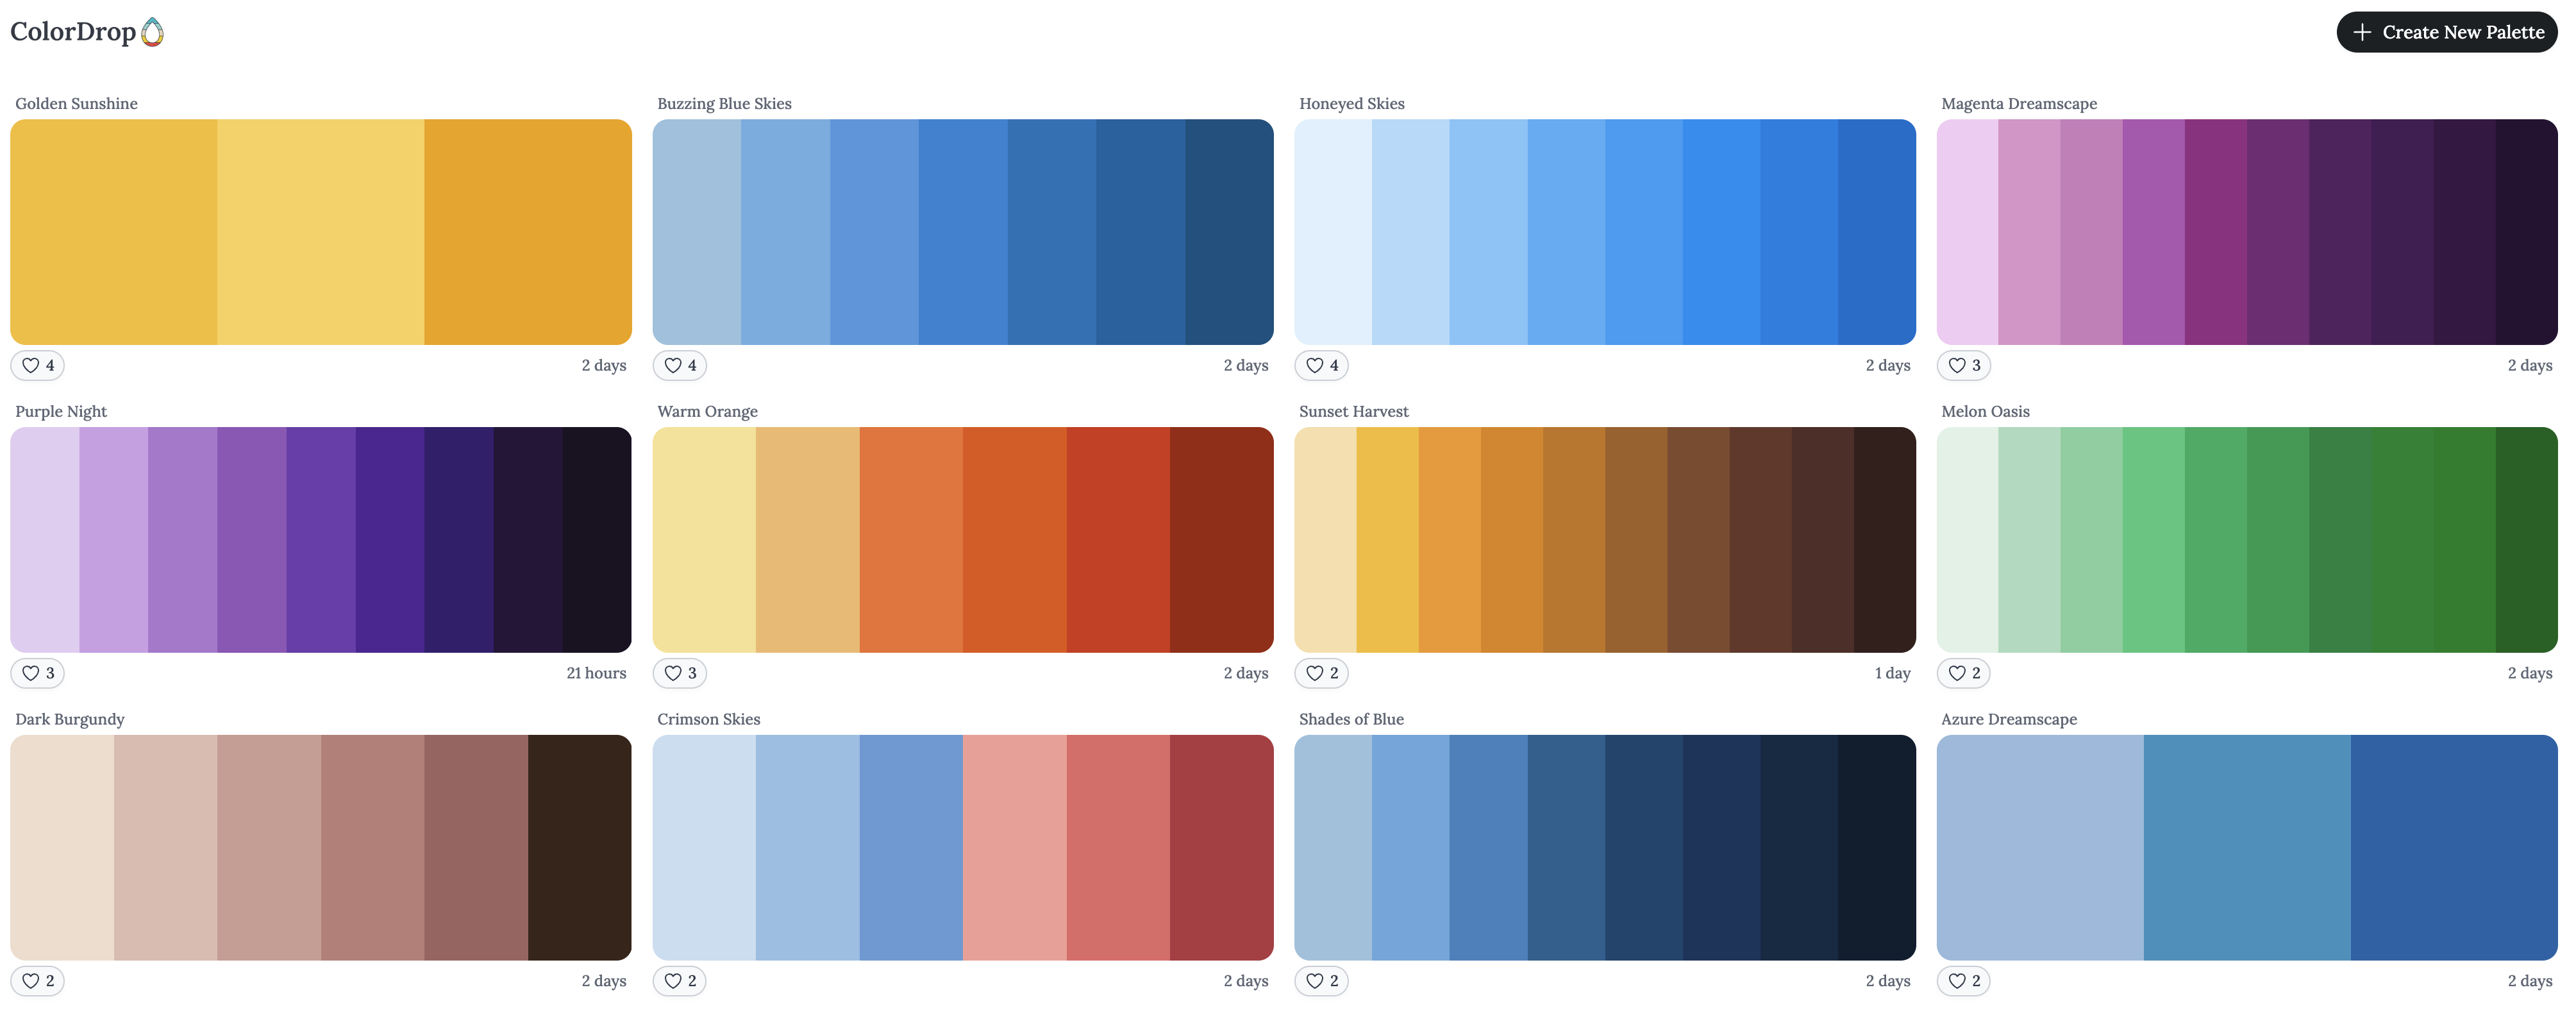 ColorDrop
Create New Palette
Golden Sunshine
Buzzing Blue Skies
Honeyed Skies
Magenta Dreamscape
4
2 days
4
2 days
4
2 days
3
2 days
Purple Night
Warm Orange
Sunset Harvest
Melon Oasis
3
21 hours
3
2 days
2
1 day
2
2 days
Dark Burgundy
Crimson Skies
Shades of Blue
Azure Dreamscape
2
2 days
2
2 days
2
2 days
2
2 days